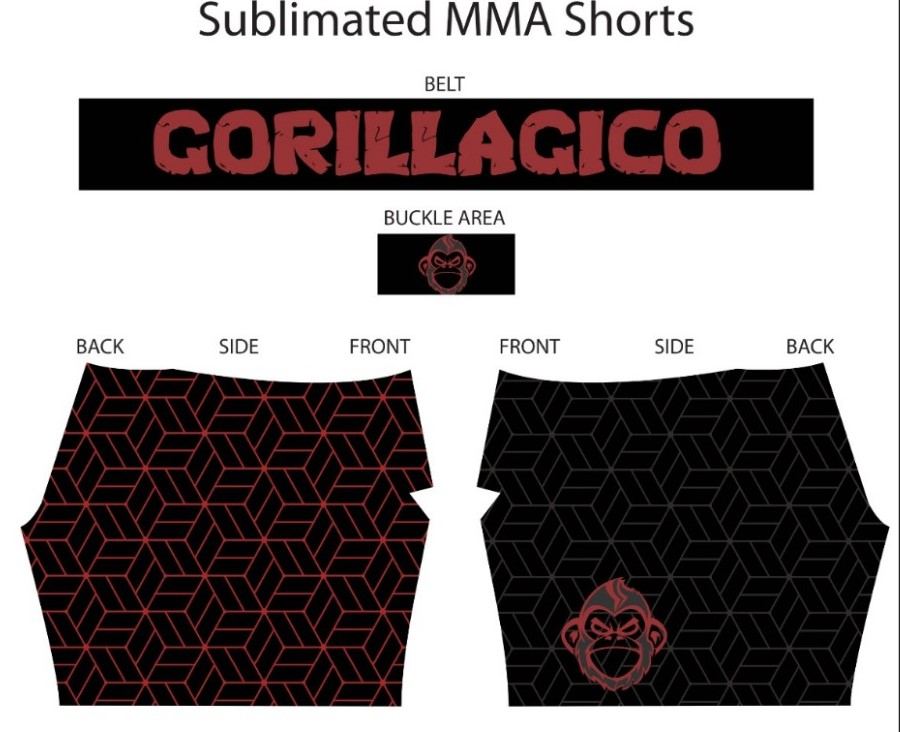 Sublimated MMA Shorts
BELT
GORILLAGICO
BUCKLE AREA
BACK SIDE FRONT FRONT SIDE BACK